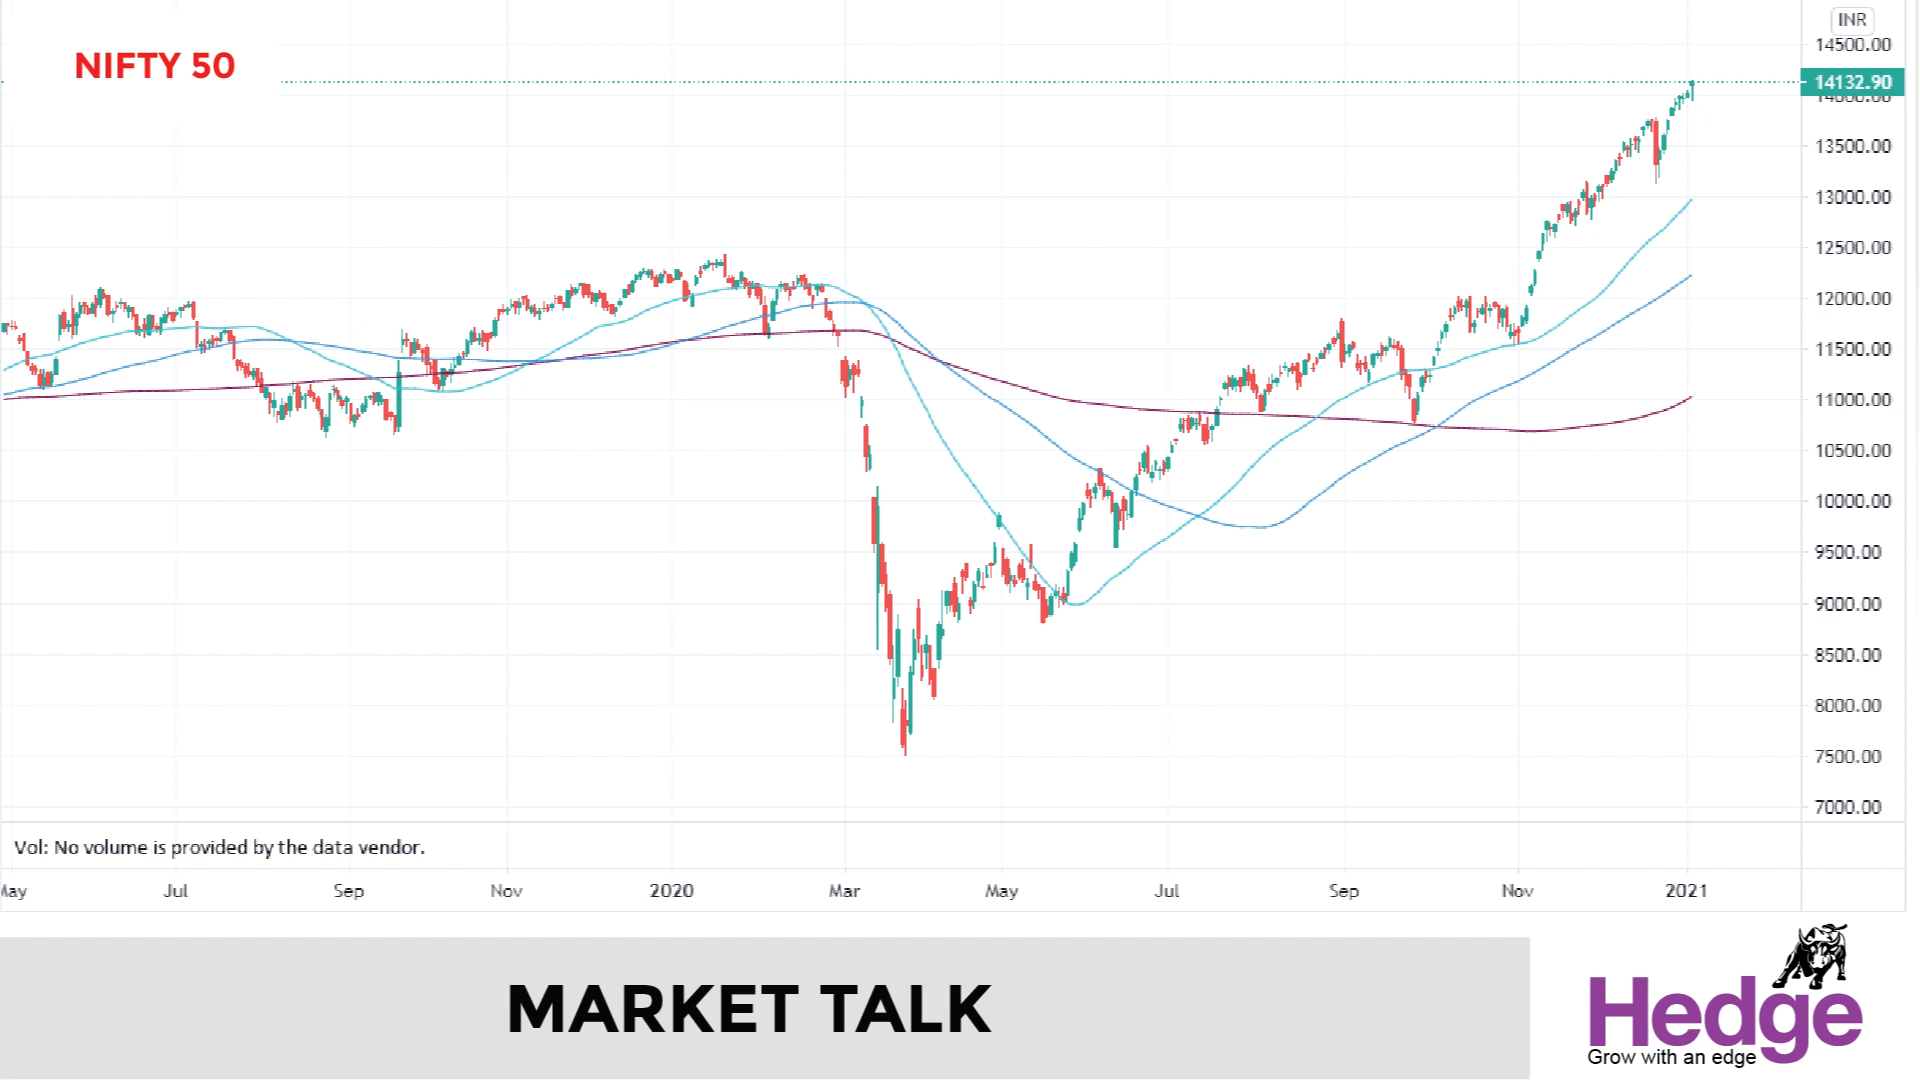 NIFTY 50
INR
14500.00
14132.90
14000.00
13500.00
13000.00
12500.00
12000.00
11500.00
11000.00
10500.00
10000.00
9500.00
9000.00
8500.00
8000.00
7500.00
7000.00
Vol: No volume is provided by the data vendor.
May Jul Sep Nov 2020 Mar May Jul Sep Nov 2021
MARKET TALK
Hedge
Grow with an edge